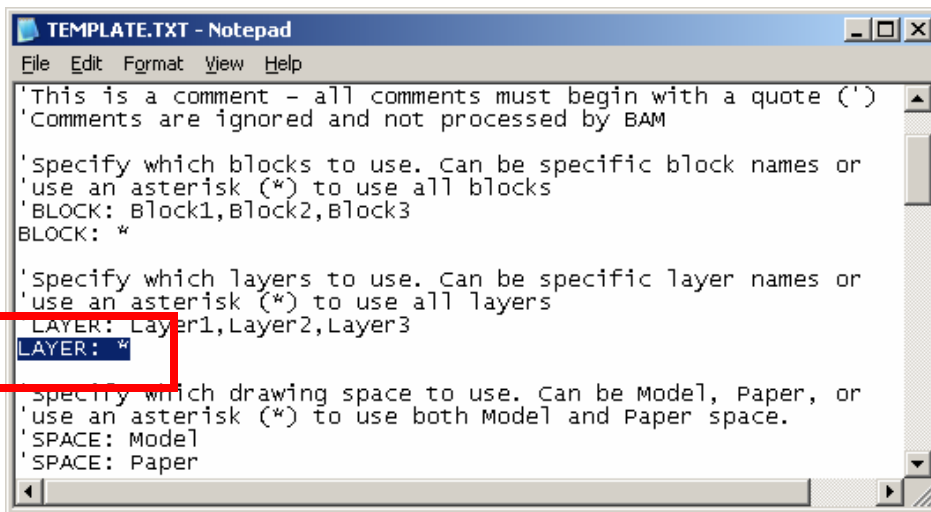 TEMPLATE.TXT - Notepad
File Edit Format View Help
'This is a comment – all comments must begin with a quote (')
'Comments are ignored and not processed by BAM
'Specify which blocks to use. Can be specific block names or
'use an asterisk (*) to use all blocks
'BLOCK: Block1,Block2,Block3
BLOCK: *
'Specify which layers to use. Can be specific layer names or
'use an asterisk (*) to use all layers
'LAYER: Layer1,Layer2,Layer3
LAYER: *
'Specify which drawing space to use. Can be Model, Paper, or
'use an asterisk (*) to use both Model and Paper space.
'SPACE: Model
'SPACE: Paper